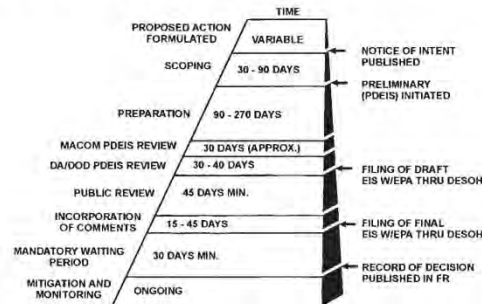 TIME
PROPOSED ACTION
FORMULATED
VARIABLE
NOTICE OF INTENT
PUBLISHED
SCOPING
30 - 90 DAYS
PRELIMINARY
(PDEIS) INITIATED
PREPARATION
90 - 270 DAYS
MACOM PDEIS REVIEW
30 DAYS (APPROX.)
DA/DOD PDEIS REVIEW
30 - 40 DAYS
FILING OF DRAFT
EIS W/EPA THRU DESOH
PUBLIC REVIEW
45 DAYS MIN.
INCORPORATION
OF COMMENTS
15 - 45 DAYS
FILING OF FINAL
EIS W/EPA THRU DESOH
MANDATORY WAITING
PERIOD
30 DAYS MIN.
RECORD OF DECISION
PUBLISHED IN FR
MITIGATION AND
MONITORING
ONGOING